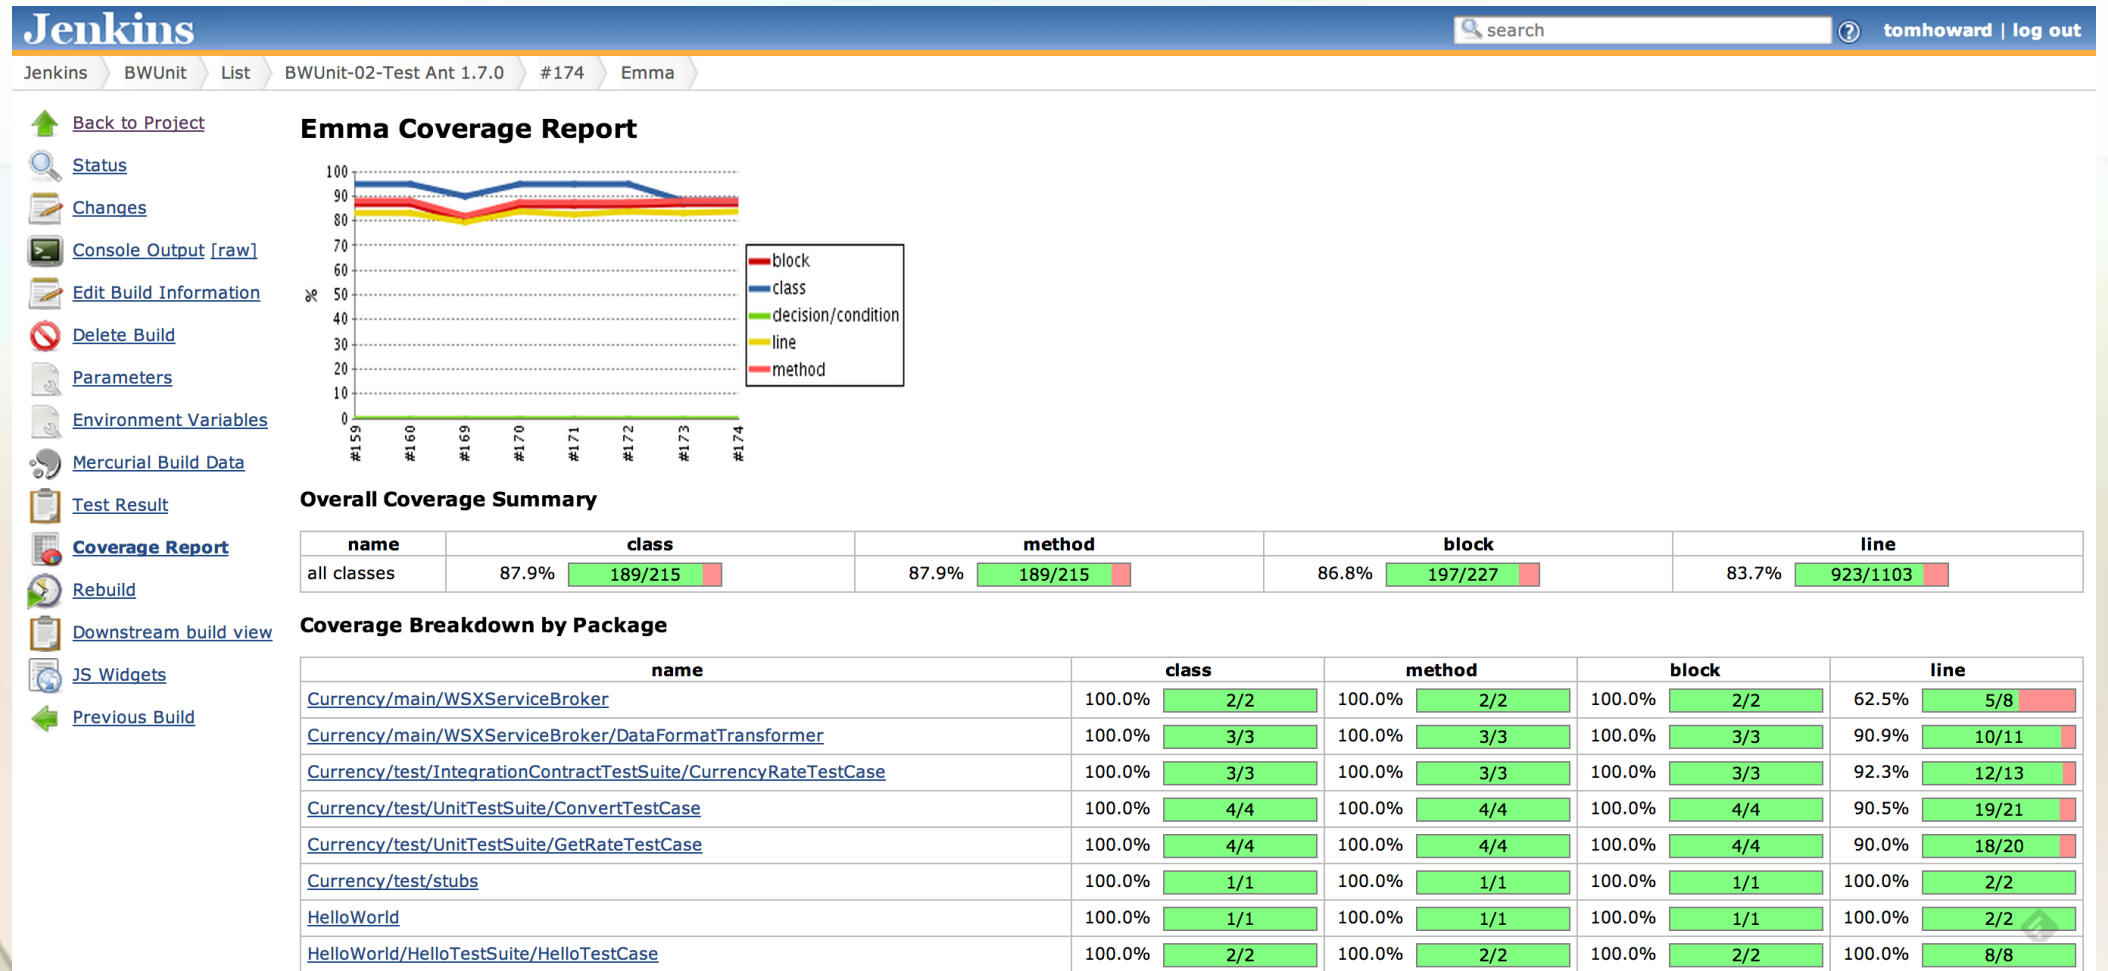 Jenkins
search
tomhoward | log out
Jenkins BWUnit List BWUnit-02-Test Ant 1.7.0 #174 Emma
Back to Project
Status
Changes
Console Output [raw]
Edit Build Information
Delete Build
Parameters
Environment Variables
Mercurial Build Data
Test Result
Coverage Report
Rebuild
Downstream build view
JS Widgets
Previous Build
Emma Coverage Report
100
90
80
70
60
50
40
30
20
10
0
%
#159 #160 #169 #170 #171 #172 #173 #174
block
class
decision/condition
line
method
Overall Coverage Summary
name class method block line
all classes 87.9% 189/215 87.9% 189/215 86.8% 197/227 83.7% 923/1103
Coverage Breakdown by Package
name class method block line
Currency/main/WSXServiceBroker 100.0% 2/2 100.0% 2/2 100.0% 2/2 62.5% 5/8
Currency/main/WSXServiceBroker/DataFormatTransformer 100.0% 3/3 100.0% 3/3 100.0% 3/3 90.9% 10/11
Currency/test/IntegrationContractTestSuite/CurrencyRateTestCase 100.0% 3/3 100.0% 3/3 100.0% 3/3 92.3% 12/13
Currency/test/UnitTestSuite/ConvertTestCase 100.0% 4/4 100.0% 4/4 100.0% 4/4 90.5% 19/21
Currency/test/UnitTestSuite/GetRateTestCase 100.0% 4/4 100.0% 4/4 100.0% 4/4 90.0% 18/20
Currency/test/stubs 100.0% 1/1 100.0% 1/1 100.0% 1/1 100.0% 2/2
HelloWorld 100.0% 1/1 100.0% 1/1 100.0% 1/1 100.0% 2/2
HelloWorld/HelloTestSuite/HelloTestCase 100.0% 2/2 100.0% 2/2 100.0% 2/2 100.0% 8/8